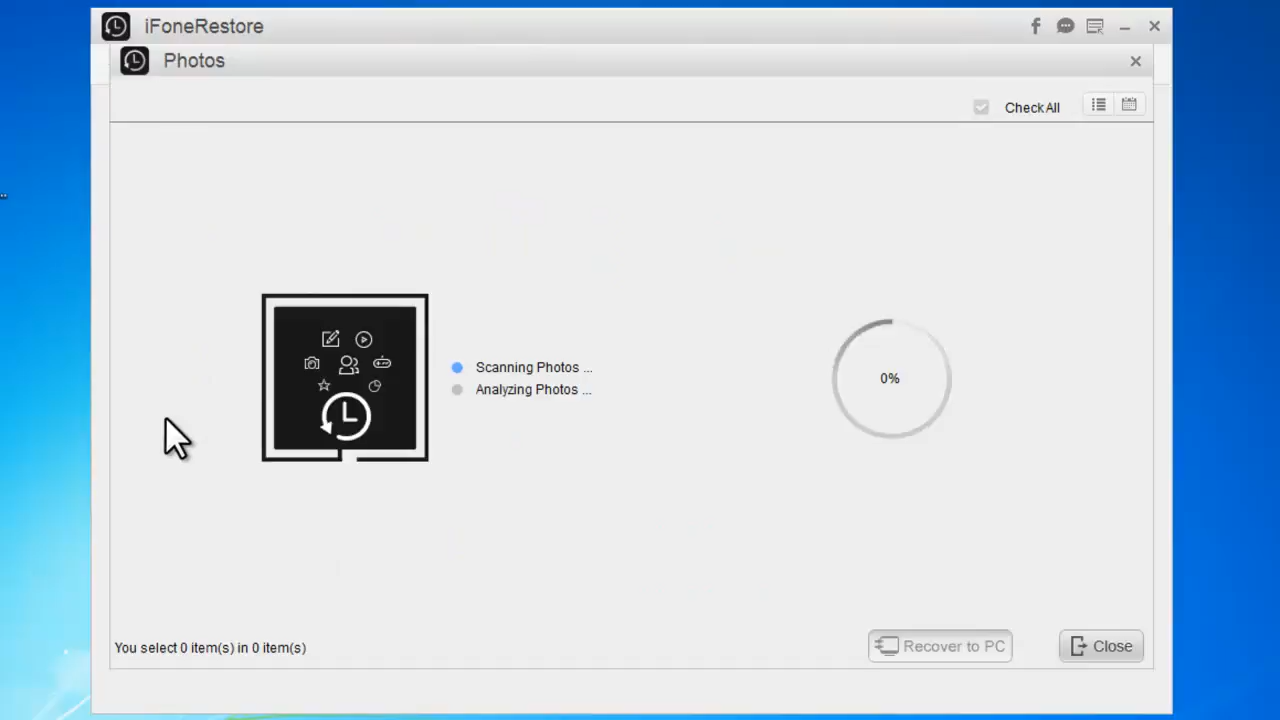 iFoneRestore
Photos
Check All
Scanning Photos ...
Analyzing Photos ...
0%
You select 0 item(s) in 0 item(s)
Recover to PC
Close